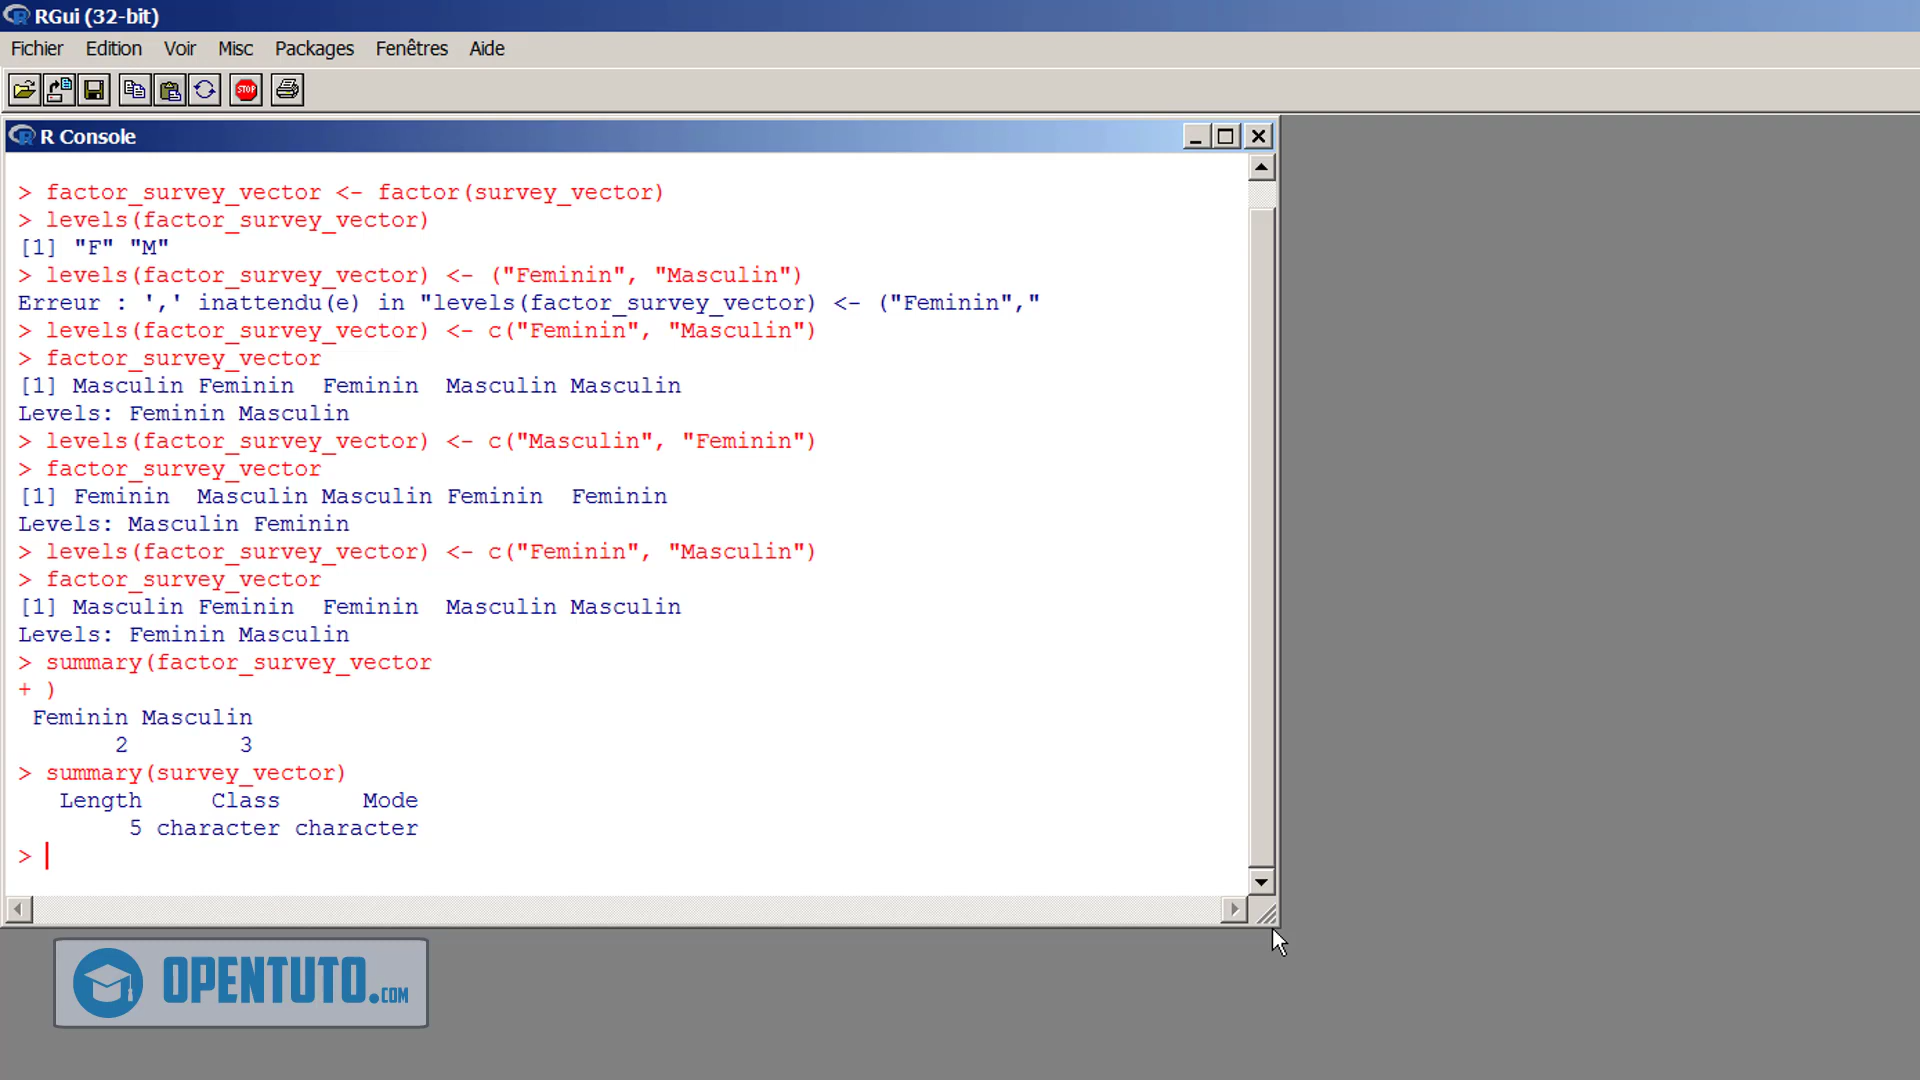 RGui (32-bit)
Fichier Edition Voir Misc Packages Fenêtres Aide
STOP
R Console
> factor_survey_vector <- factor(survey_vector)
> levels(factor_survey_vector)
[1] "F" "M"
> levels(factor_survey_vector) <- ("Feminin", "Masculin")
Erreur : ',' inattendu(e) in "levels(factor_survey_vector) <- ("Feminin","
> levels(factor_survey_vector) <- c("Feminin", "Masculin")
> factor_survey_vector
[1] Masculin Feminin  Feminin  Masculin Masculin
Levels: Feminin Masculin
> levels(factor_survey_vector) <- c("Masculin", "Feminin")
> factor_survey_vector
[1] Feminin  Masculin Masculin Feminin  Feminin
Levels: Masculin Feminin
> levels(factor_survey_vector) <- c("Feminin", "Masculin")
> factor_survey_vector
[1] Masculin Feminin  Feminin  Masculin Masculin
Levels: Feminin Masculin
> summary(factor_survey_vector
+ )
 Feminin Masculin
       2        3
> summary(survey_vector)
   Length     Class      Mode
        5 character character
>
OPENTUTO.COM